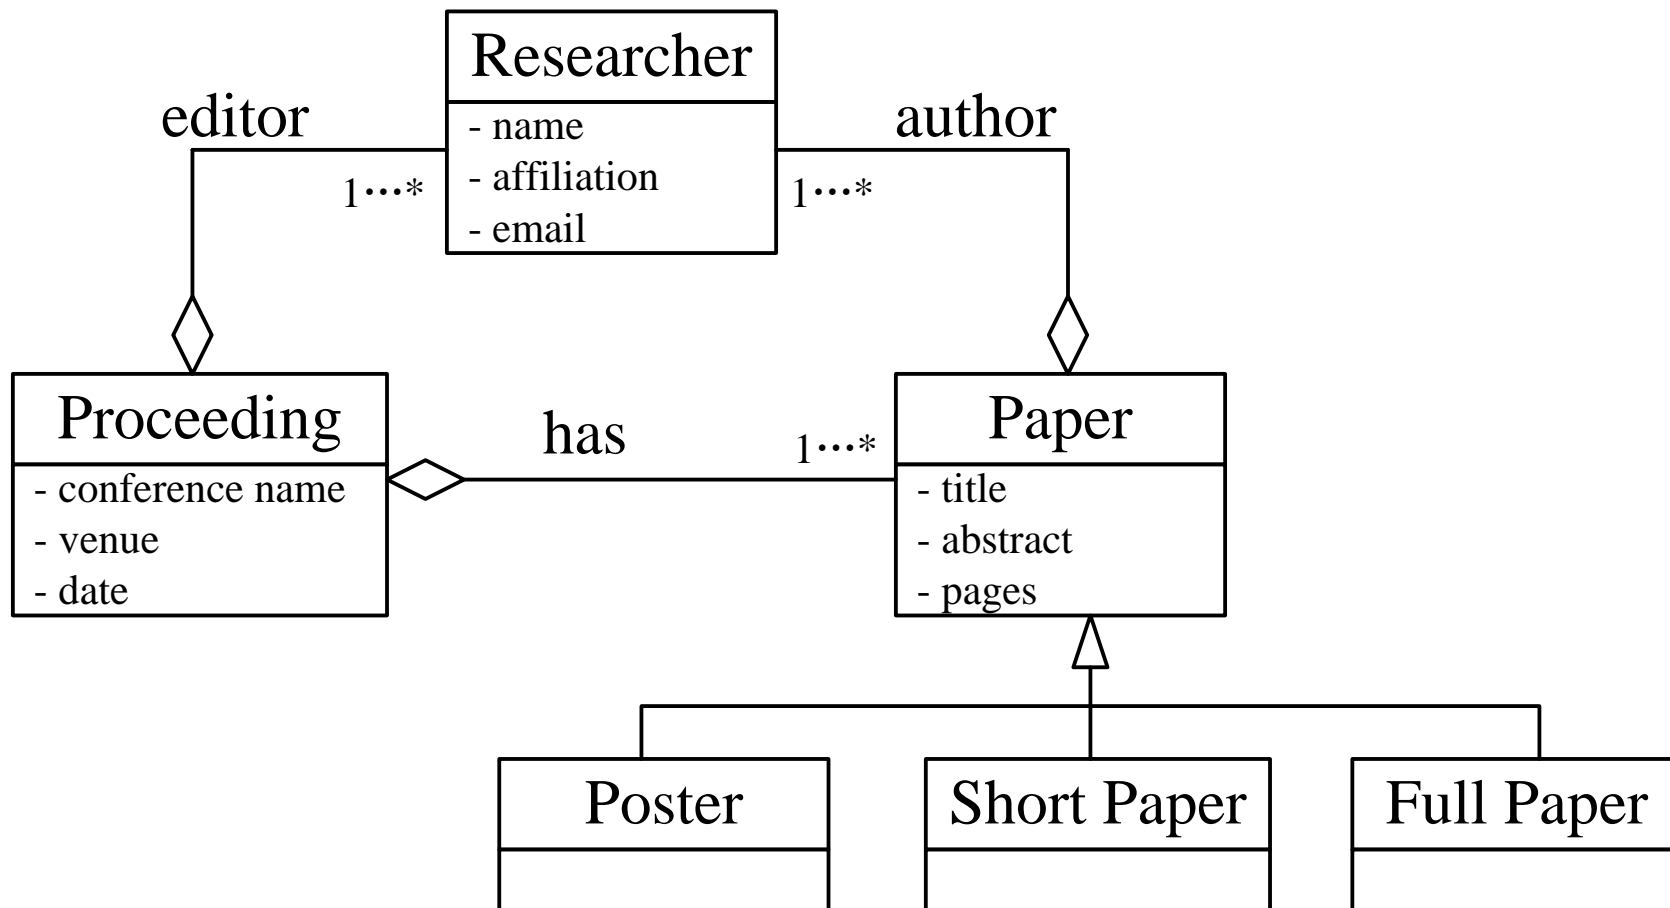 Researcher
- name
- affiliation
- email
editor
1···*
author
1···*
Proceeding
- conference name
- venue
- date
has
1···*
Paper
- title
- abstract
- pages
Poster
Short Paper
Full Paper